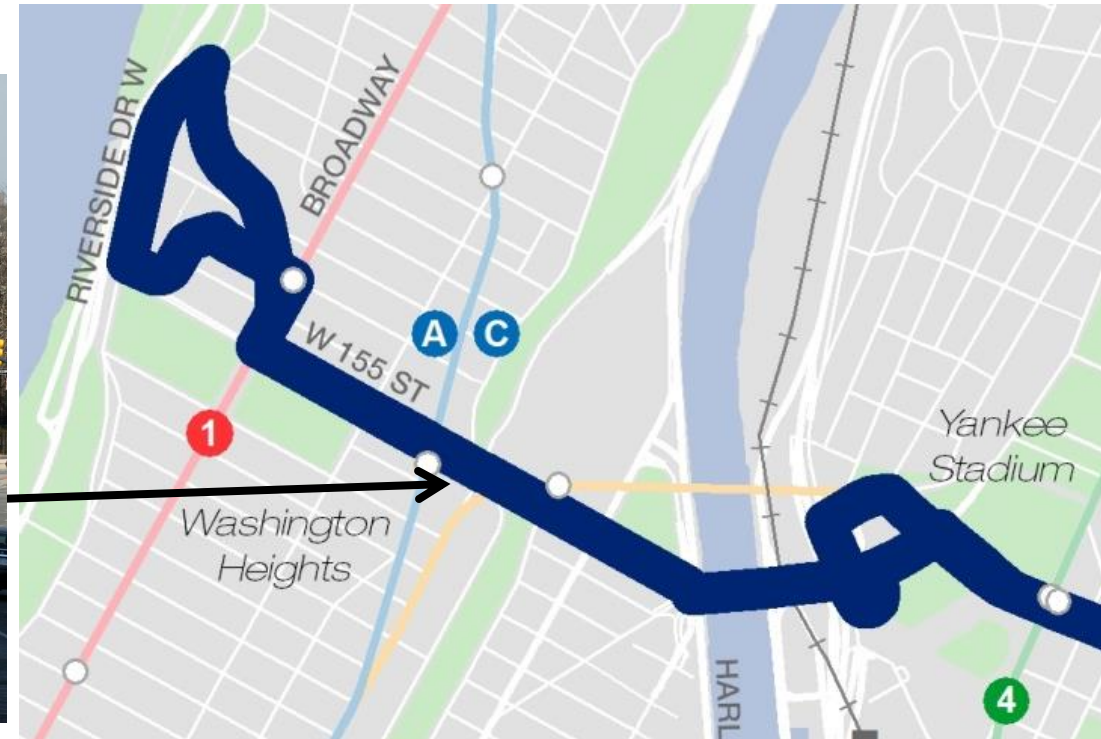 RIVERSIDE DR W
BROADWAY
A C
W 155 ST
1
Yankee
Stadium
Washington
Heights
HARL
4